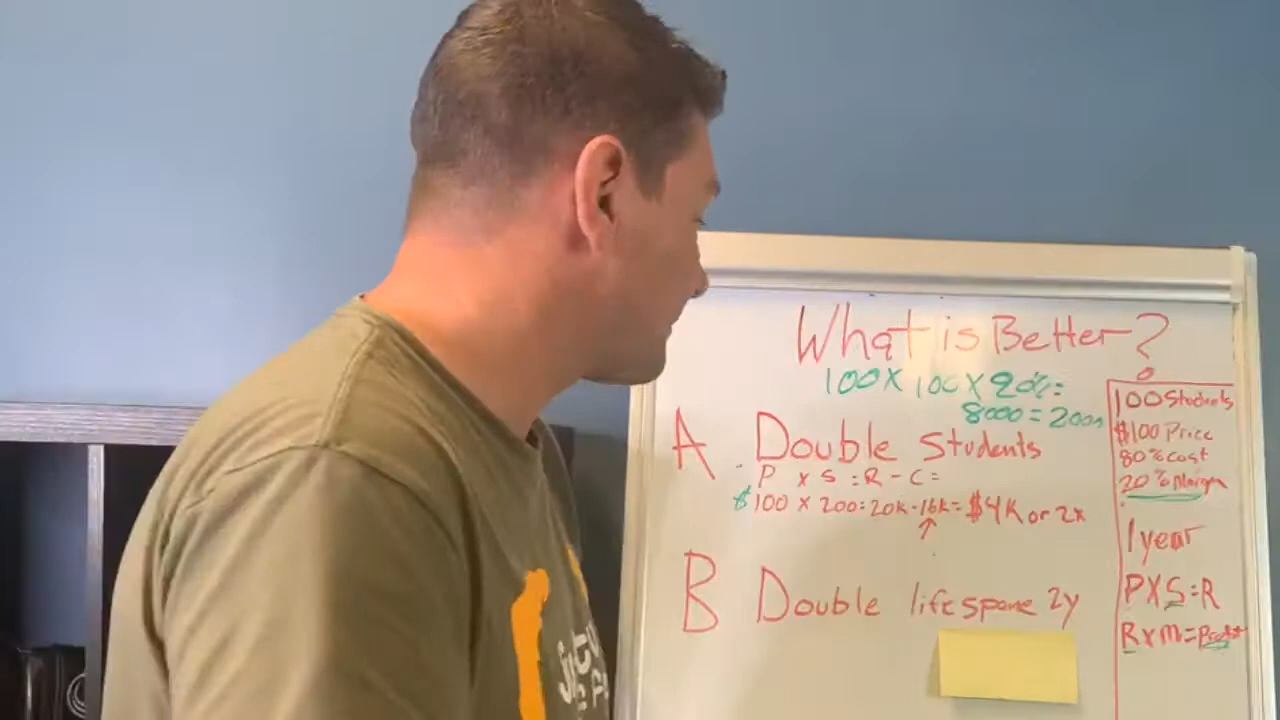 What is Better?
100 X 100 X 20%=
8000 = 2000
A Double Students
P x S = R - C =
$100 x 200 = 20k - 16k = $4K or 2x
B Double lifespane 2y
100 Students
$100 Price
80% cost
20% Margin
1 year
P X S = R
R x M = Profit